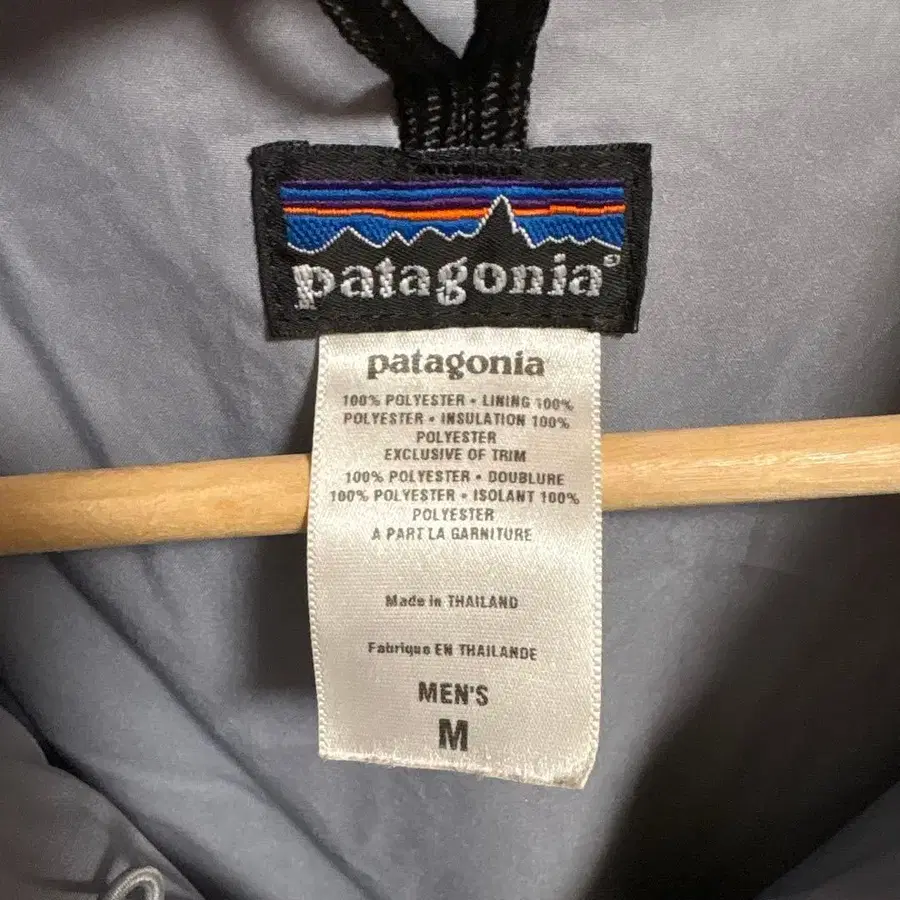 patagonia®
patagonia
100% POLYESTER • LINING 100%
POLYESTER • INSULATION 100%
POLYESTER
EXCLUSIVE OF TRIM
100% POLYESTER • DOUBLURE
100% POLYESTER • ISOLANT 100%
POLYESTER
A PART LA GARNITURE
Made in THAILAND
Fabrique EN THAILANDE
MEN'S
M